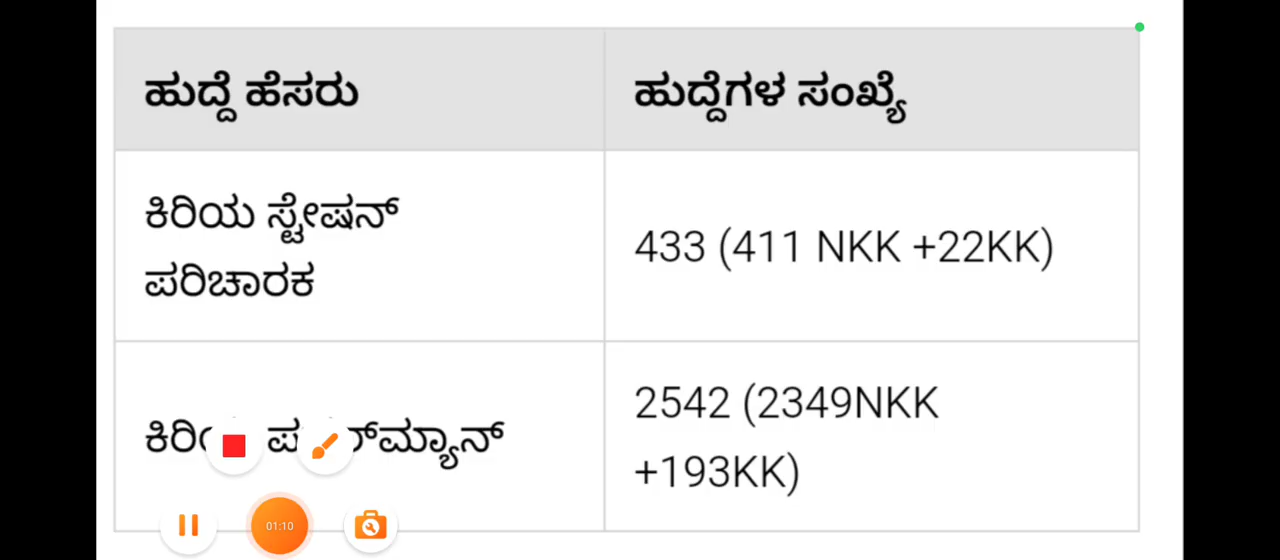 ಹುದ್ದೆ ಹೆಸರು
ಹುದ್ದೆಗಳ ಸಂಖ್ಯೆ
ಕಿರಿಯ ಸ್ಟೇಷನ್
ಪರಿಚಾರಕ
433 (411 NKK +22KK)
2542 (2349NKK
+193KK)
01:10